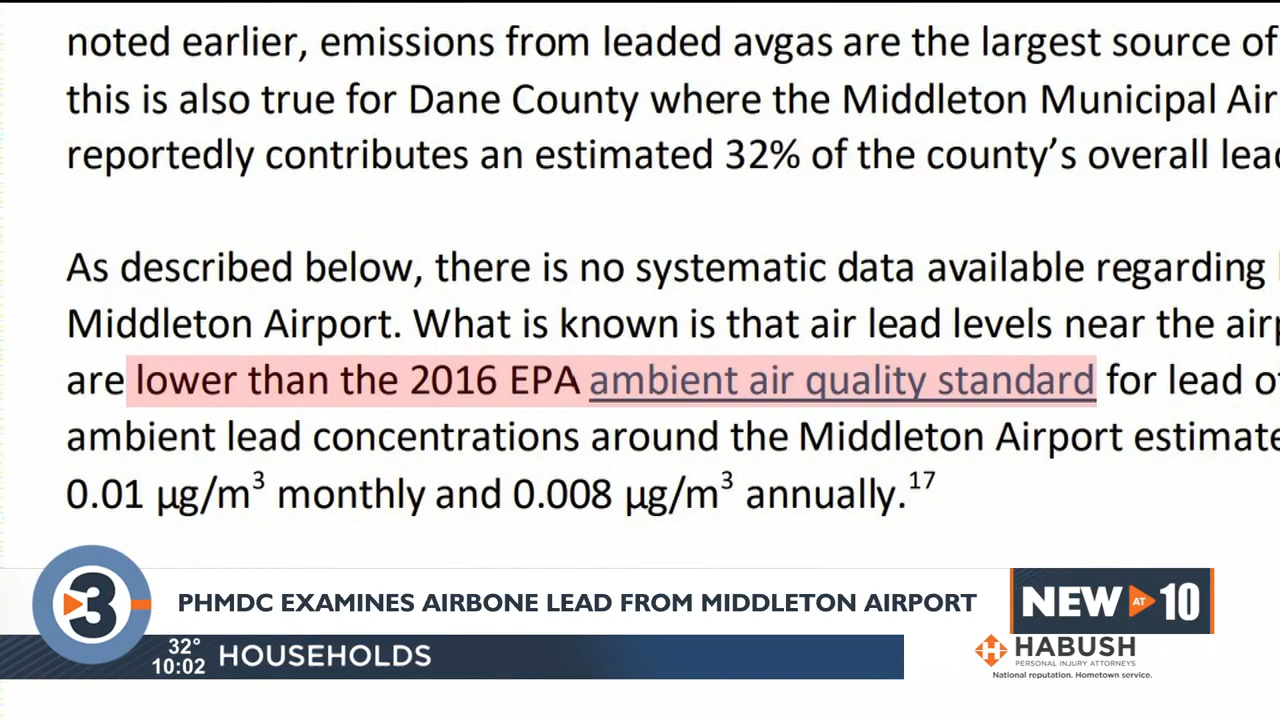 noted earlier, emissions from leaded avgas are the largest source of
this is also true for Dane County where the Middleton Municipal Air
reportedly contributes an estimated 32% of the county's overall lea
As described below, there is no systematic data available regarding
Middleton Airport. What is known is that air lead levels near the air
are lower than the 2016 EPA ambient air quality standard for lead o
ambient lead concentrations around the Middleton Airport estimate
0.01 µg/m³ monthly and 0.008 µg/m³ annually.¹⁷
3
PHMDC EXAMINES AIRBONE LEAD FROM MIDDLETON AIRPORT
NEW AT 10
32°
10:02
HOUSEHOLDS
HABUSH
PERSONAL INJURY ATTORNEYS
National reputation. Hometown service.